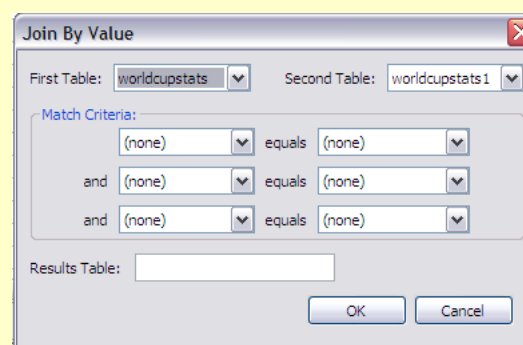 Join By Value
First Table: worldcupstats Second Table: worldcupstats1
Match Criteria:
(none) equals (none)
and (none) equals (none)
and (none) equals (none)
Results Table:
OK Cancel